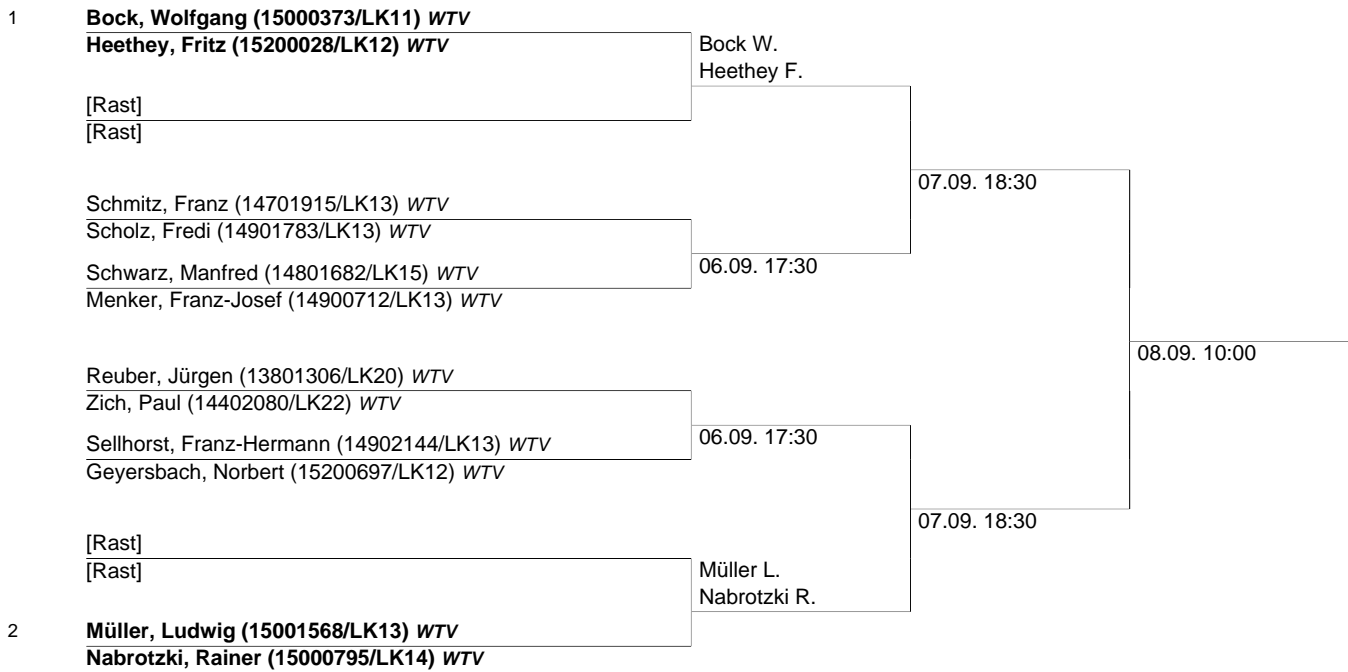 1 Bock, Wolfgang (15000373/LK11) WTV
Heethey, Fritz (15200028/LK12) WTV
Bock W.
Heethey F.
[Rast]
[Rast]
07.09. 18:30
Schmitz, Franz (14701915/LK13) WTV
Scholz, Fredi (14901783/LK13) WTV
06.09. 17:30
Schwarz, Manfred (14801682/LK15) WTV
Menker, Franz-Josef (14900712/LK13) WTV
08.09. 10:00
Reuber, Jürgen (13801306/LK20) WTV
Zich, Paul (14402080/LK22) WTV
06.09. 17:30
Sellhorst, Franz-Hermann (14902144/LK13) WTV
Geyersbach, Norbert (15200697/LK12) WTV
07.09. 18:30
[Rast]
[Rast]
Müller L.
Nabrotzki R.
2 Müller, Ludwig (15001568/LK13) WTV
Nabrotzki, Rainer (15000795/LK14) WTV